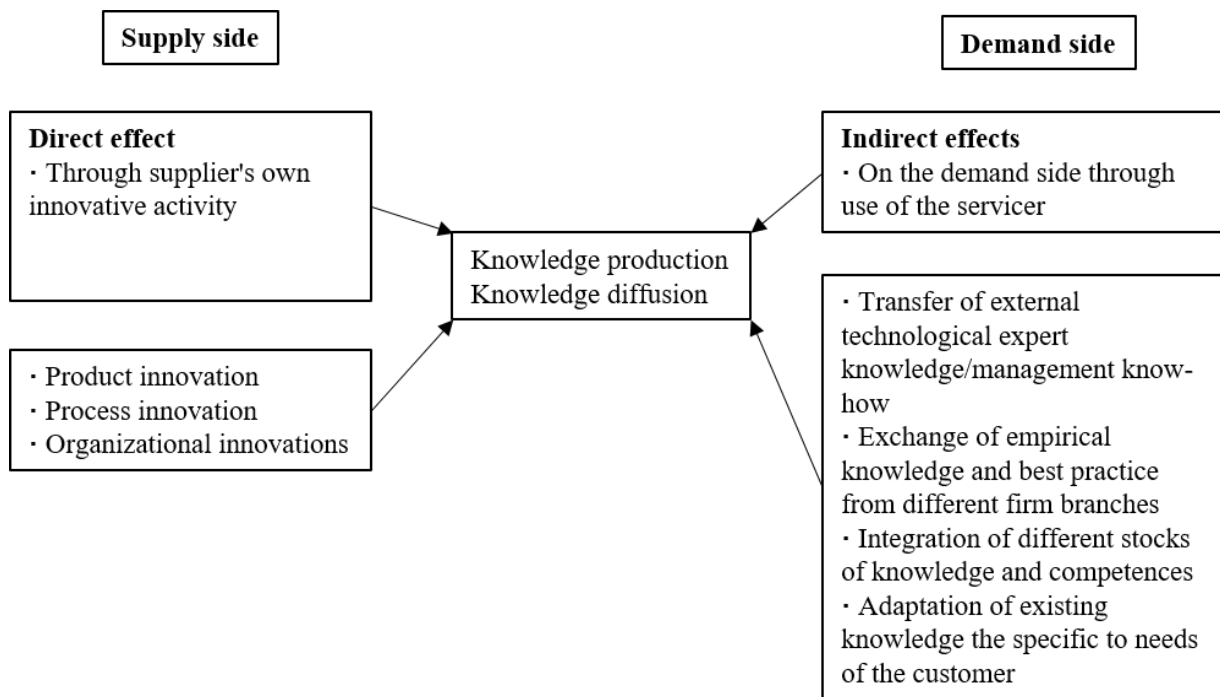 Supply side
Demand side
Direct effect
· Through supplier's own
innovative activity
Indirect effects
· On the demand side through
use of the servicer
Knowledge production
Knowledge diffusion
· Product innovation
· Process innovation
· Organizational innovations
· Transfer of external
technological expert
knowledge/management know-
how
· Exchange of empirical
knowledge and best practice
from different firm branches
· Integration of different stocks
of knowledge and competences
· Adaptation of existing
knowledge the specific to needs
of the customer